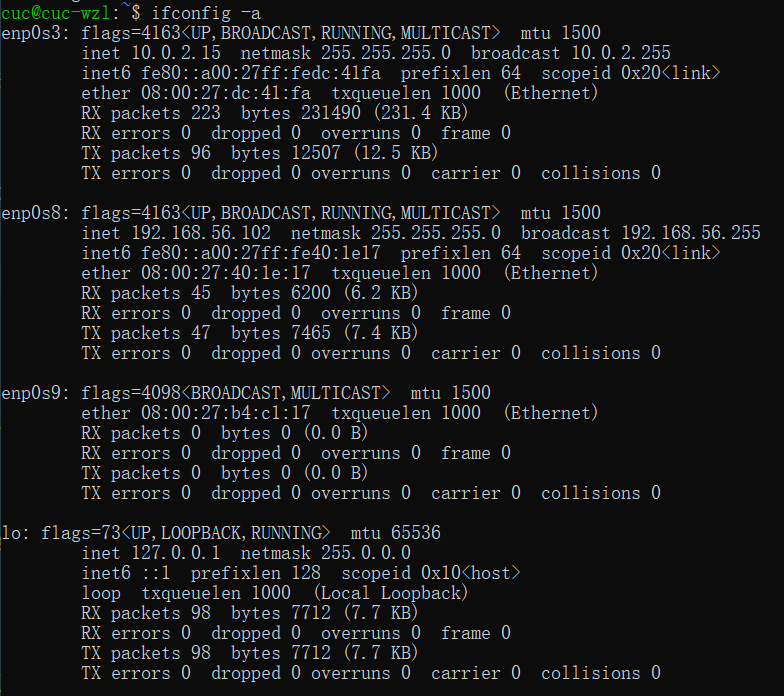 cuc@cuc-wzl:~$ ifconfig -a
enp0s3: flags=4163<UP,BROADCAST,RUNNING,MULTICAST>  mtu 1500
        inet 10.0.2.15  netmask 255.255.255.0  broadcast 10.0.2.255
        inet6 fe80::a00:27ff:fedc:41fa  prefixlen 64  scopeid 0x20<link>
        ether 08:00:27:dc:41:fa  txqueuelen 1000  (Ethernet)
        RX packets 223  bytes 231490 (231.4 KB)
        RX errors 0  dropped 0  overruns 0  frame 0
        TX packets 96  bytes 12507 (12.5 KB)
        TX errors 0  dropped 0 overruns 0  carrier 0  collisions 0

enp0s8: flags=4163<UP,BROADCAST,RUNNING,MULTICAST>  mtu 1500
        inet 192.168.56.102  netmask 255.255.255.0  broadcast 192.168.56.255
        inet6 fe80::a00:27ff:fe40:1e17  prefixlen 64  scopeid 0x20<link>
        ether 08:00:27:40:1e:17  txqueuelen 1000  (Ethernet)
        RX packets 45  bytes 6200 (6.2 KB)
        RX errors 0  dropped 0  overruns 0  frame 0
        TX packets 47  bytes 7465 (7.4 KB)
        TX errors 0  dropped 0 overruns 0  carrier 0  collisions 0

enp0s9: flags=4098<BROADCAST,MULTICAST>  mtu 1500
        ether 08:00:27:b4:c1:17  txqueuelen 1000  (Ethernet)
        RX packets 0  bytes 0 (0.0 B)
        RX errors 0  dropped 0  overruns 0  frame 0
        TX packets 0  bytes 0 (0.0 B)
        TX errors 0  dropped 0 overruns 0  carrier 0  collisions 0

lo: flags=73<UP,LOOPBACK,RUNNING>  mtu 65536
        inet 127.0.0.1  netmask 255.0.0.0
        inet6 ::1  prefixlen 128  scopeid 0x10<host>
        loop  txqueuelen 1000  (Local Loopback)
        RX packets 98  bytes 7712 (7.7 KB)
        RX errors 0  dropped 0  overruns 0  frame 0
        TX packets 98  bytes 7712 (7.7 KB)
        TX errors 0  dropped 0 overruns 0  carrier 0  collisions 0